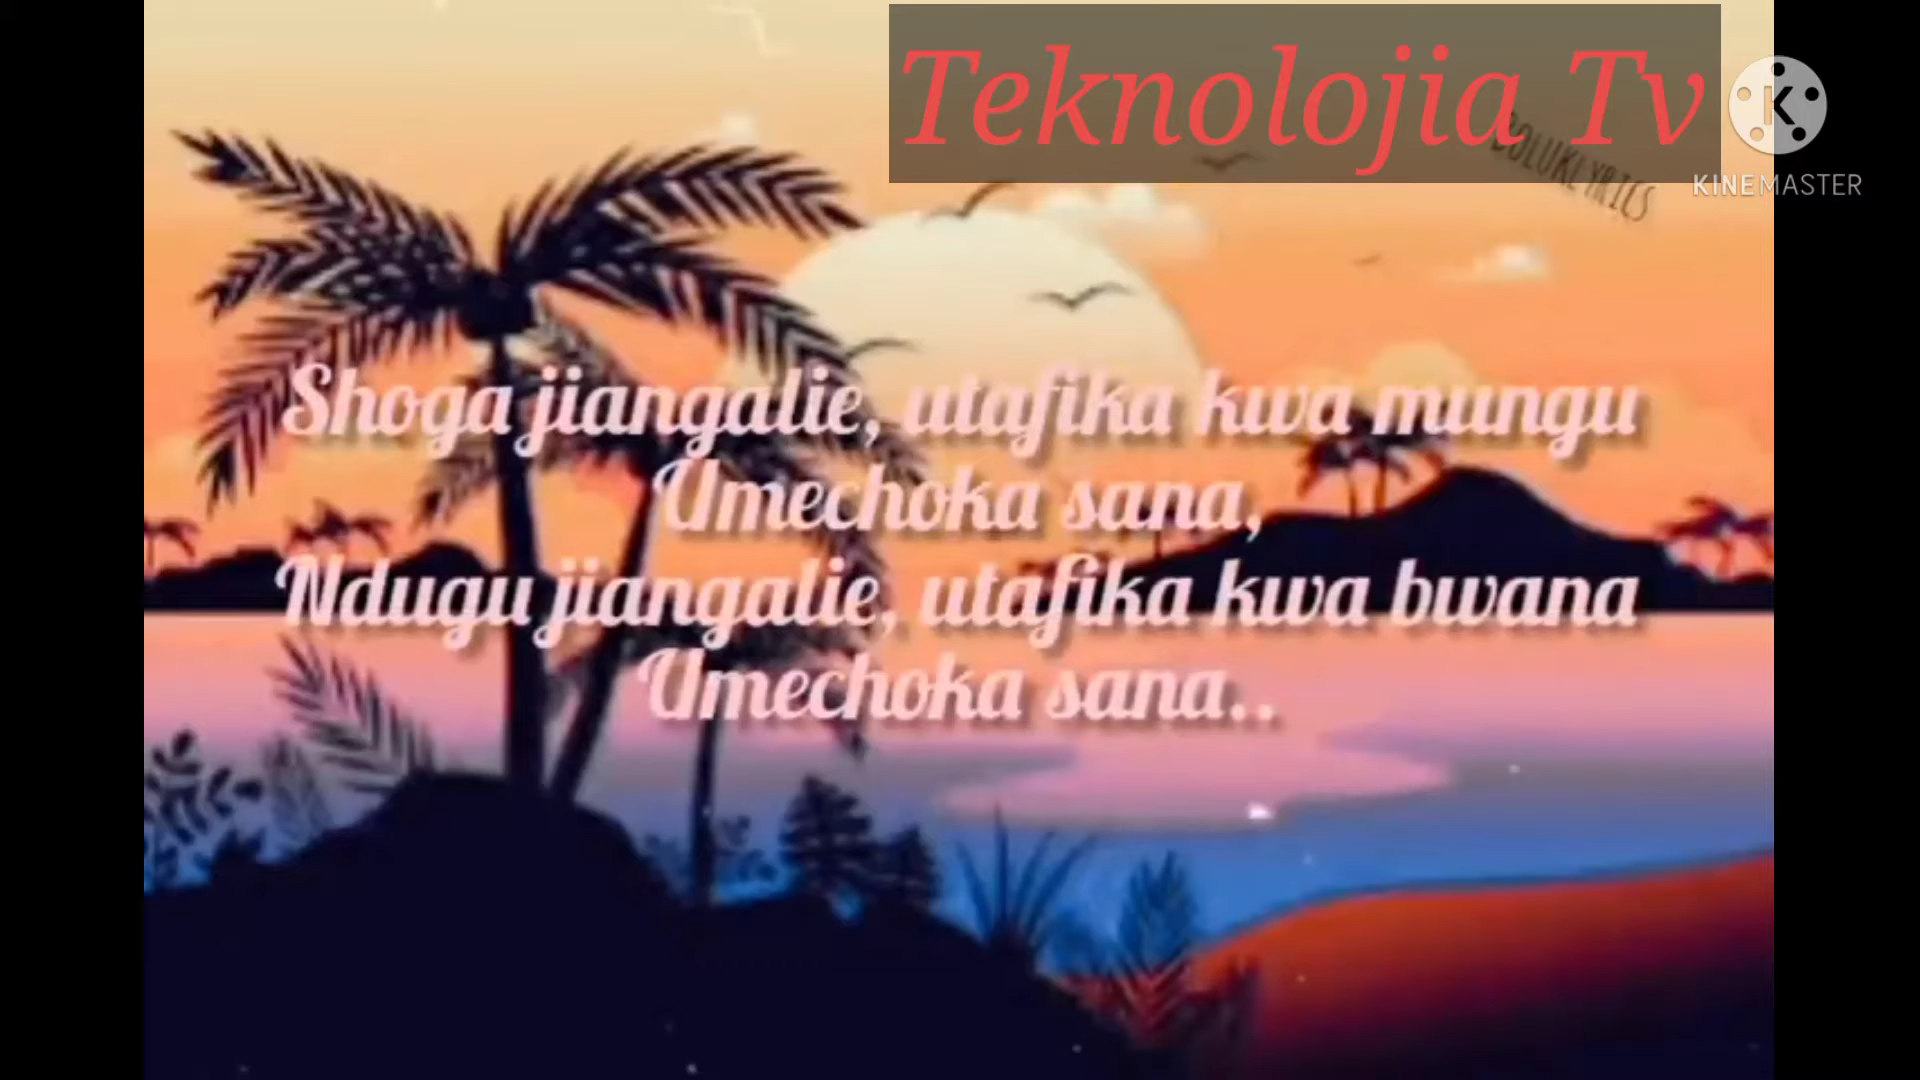 Teknolojia Tv
KINEMASTER
Shoga jiangalie, utafika kwa mungu
Umechoka sana,
Ndugu jiangalie, utafika kwa bwana
Umechoka sana..